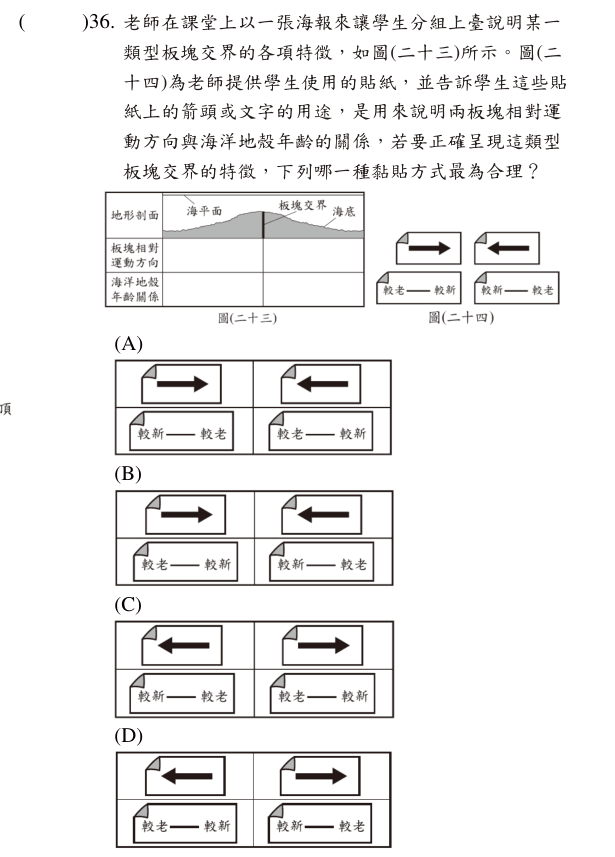 (　　)36. 老師在課堂上以一張海報來讓學生分組上臺說明某一
類型板塊交界的各項特徵，如圖(二十三)所示。圖(二
十四)為老師提供學生使用的貼紙，並告訴學生這些貼
紙上的箭頭或文字的用途，是用來說明兩板塊相對運
動方向與海洋地殼年齡的關係，若要正確呈現這類型
板塊交界的特徵，下列哪一種黏貼方式最為合理？
地形剖面 海平面 板塊交界 海底
板塊相對
運動方向
海洋地殼
年齡關係
較老 較新 較新 較老
圖(二十三) 圖(二十四)
(A)
較新 較老 較老 較新
項
(B)
較老 較新 較新 較老
(C)
較新 較老 較老 較新
(D)
較老 較新 較新 較老